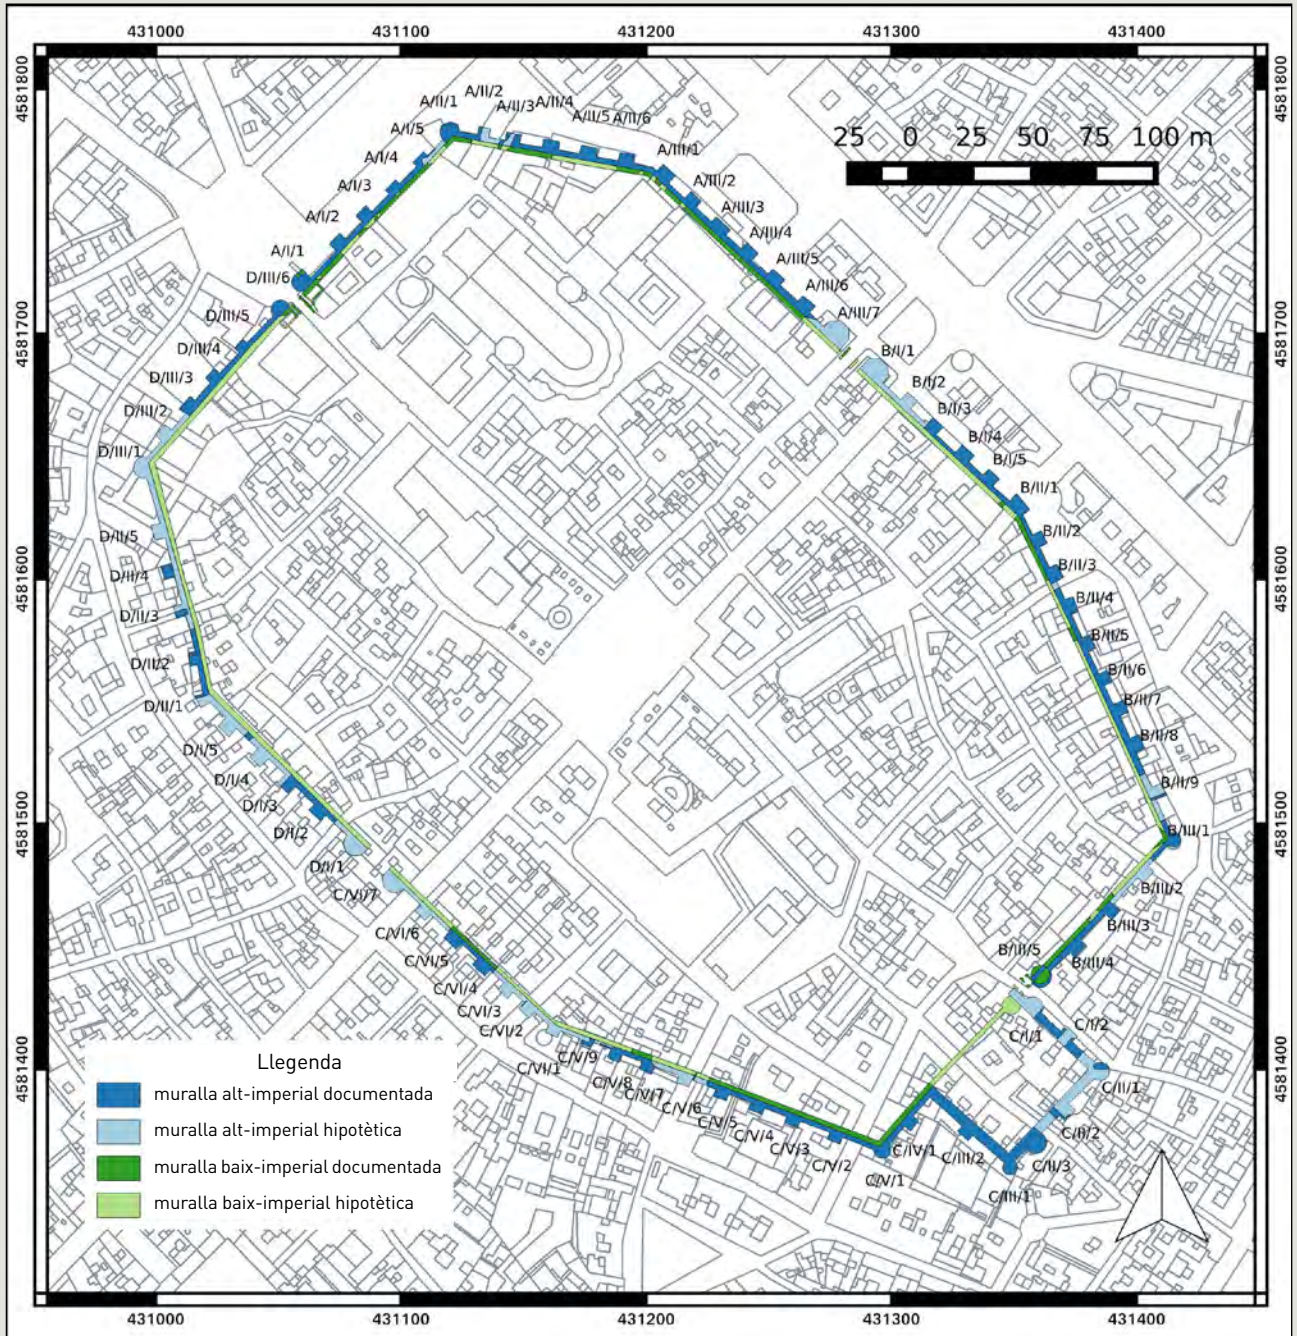 431000 431100 431200 431300 431400
4581800
4581800
A/II/2
A/II/1
A/II/3
A/II/4
A/II/5
A/II/6
A/I/5
A/III/1
25 0 25 50 75 100 m
A/I/4
A/III/2
A/I/3
A/III/3
A/I/2
A/III/4
A/I/1
A/III/5
D/III/6
A/III/6
D/III/5
A/III/7
4581700
4581700
D/III/4
B/I/1
D/III/3
B/I/2
D/III/2
B/I/3
D/III/1
B/I/4
B/I/5
B/II/1
D/II/5
B/II/2
D/II/4
B/II/3
4581600
4581600
D/II/3
B/II/4
D/II/2
B/II/5
B/II/6
D/II/1
B/II/7
D/I/5
B/II/8
D/I/4
B/II/9
D/I/3
D/I/2
B/III/1
4581500
4581500
D/I/1
B/III/2
C/VI/7
B/III/3
C/VI/6
B/III/5
B/III/4
C/VI/5
C/VI/4
C/VI/3
C/I/2
C/VI/2
C/I/1
C/VI/1
C/V/9
C/V/8
C/V/7
C/V/6
C/V/5
C/V/4
C/V/3
C/V/2
C/V/1
C/IV/1
C/III/2
C/III/1
C/II/3
C/II/2
C/II/1
4581400
4581400
Llegenda
muralla alt-imperial documentada
muralla alt-imperial hipotètica
muralla baix-imperial documentada
muralla baix-imperial hipotètica
431000 431100 431200 431300 431400